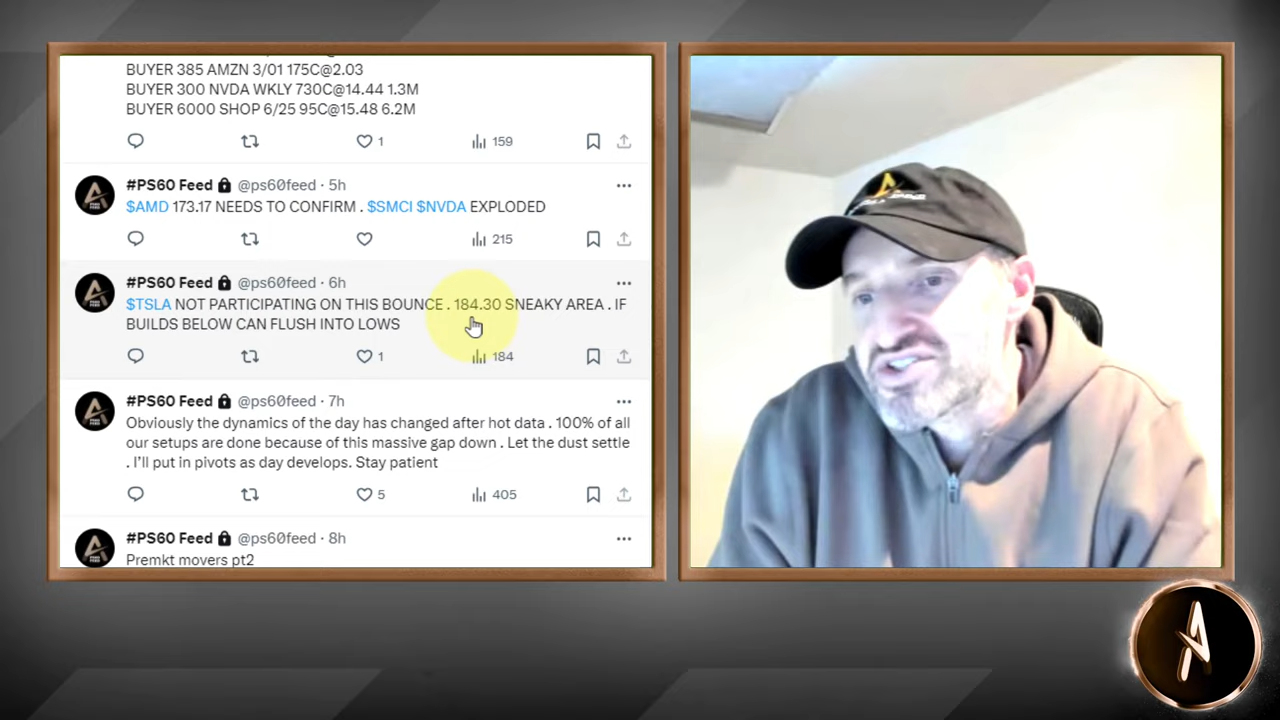 BUYER 385 AMZN 3/01 175C@2.03
BUYER 300 NVDA WKLY 730C@14.44 1.3M
BUYER 6000 SHOP 6/25 95C@15.48 6.2M
1 159
#PS60 Feed @ps60feed · 5h
$AMD 173.17 NEEDS TO CONFIRM . $SMCI $NVDA EXPLODED
215
#PS60 Feed @ps60feed · 6h
$TSLA NOT PARTICIPATING ON THIS BOUNCE . 184.30 SNEAKY AREA . IF
BUILDS BELOW CAN FLUSH INTO LOWS
1 184
#PS60 Feed @ps60feed · 7h
Obviously the dynamics of the day has changed after hot data . 100% of all
our setups are done because of this massive gap down . Let the dust settle
. I'll put in pivots as day develops. Stay patient
5 405
#PS60 Feed @ps60feed · 8h
Premkt movers pt2